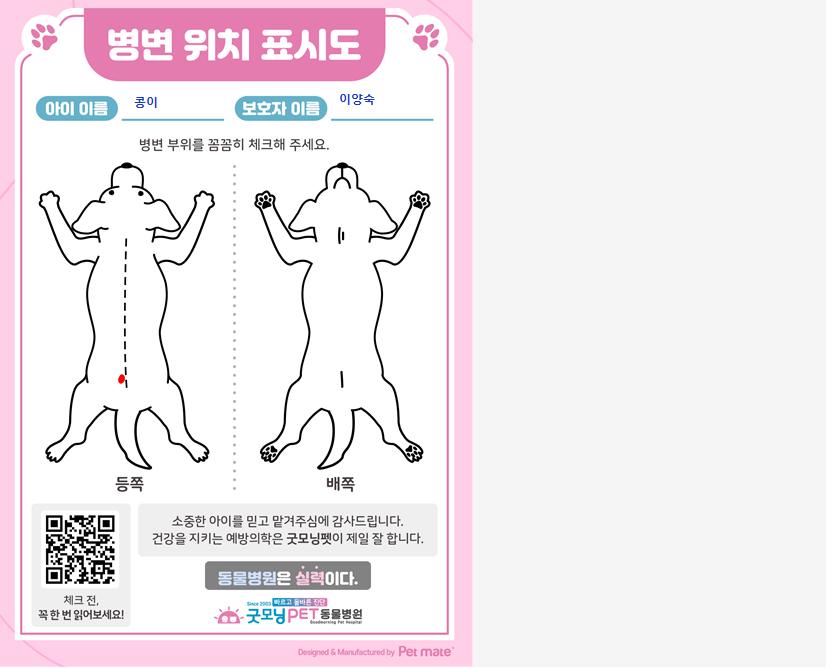 병변 위치 표시도
아이 이름 콩이 보호자 이름 이양숙
병변 부위를 꼼꼼히 체크해 주세요.
등쪽 배쪽
소중한 아이를 믿고 맡겨주심에 감사드립니다.
건강을 지키는 예방의학은 굿모닝펫이 제일 잘 합니다.
동물병원은 실력이다.
체크 전,
꼭 한 번 읽어보세요!
Since 2003 빠르고 올바른 진단
굿모닝PET동물병원
Goodmorning Pet Hospital
Designed & Manufactured by Pet mate